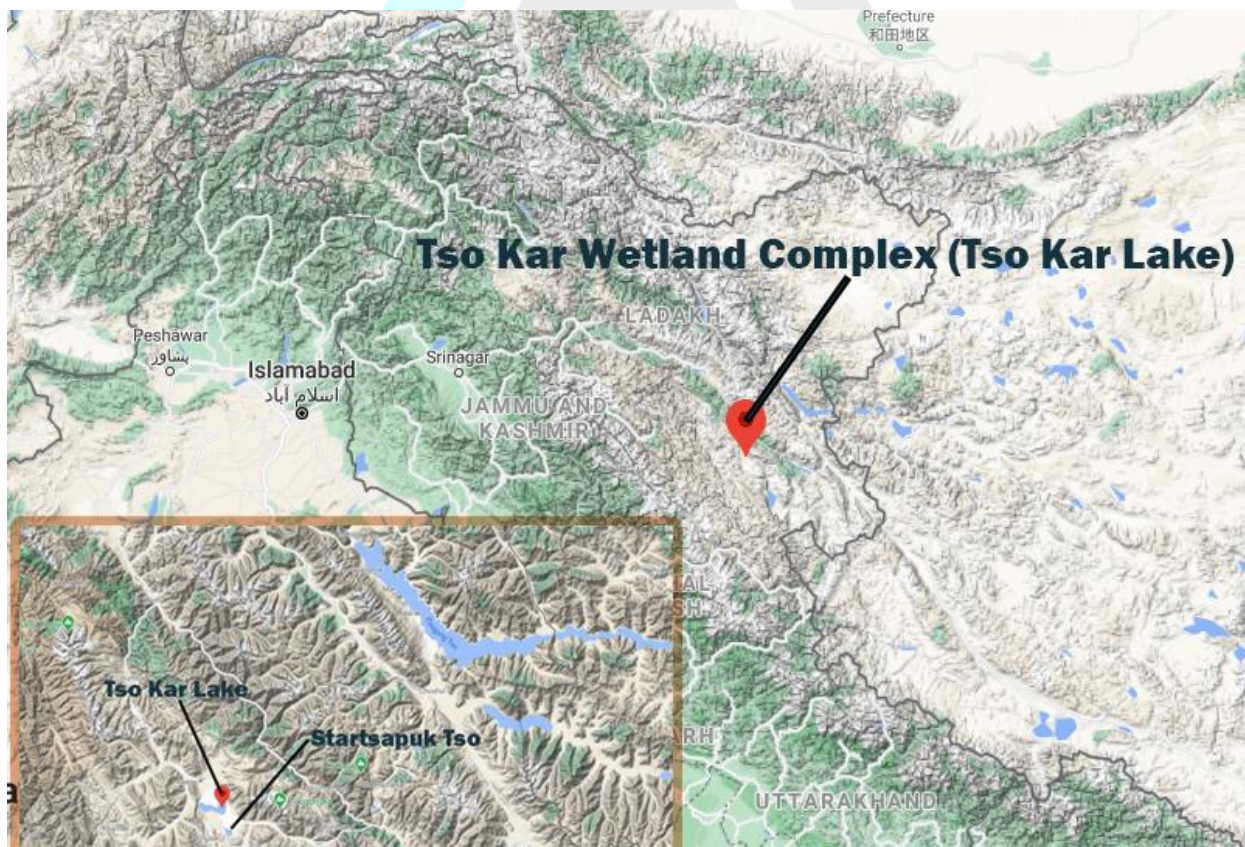 Prefecture
和田地区
Tso Kar Wetland Complex (Tso Kar Lake)
LADAKH
Peshawar
پشاور
Islamabad
اسلام آباد
Srinagar
JAMMU AND
KASHMIR
Tso Kar Lake
Startsapuk Tso
UTTARAKHAND